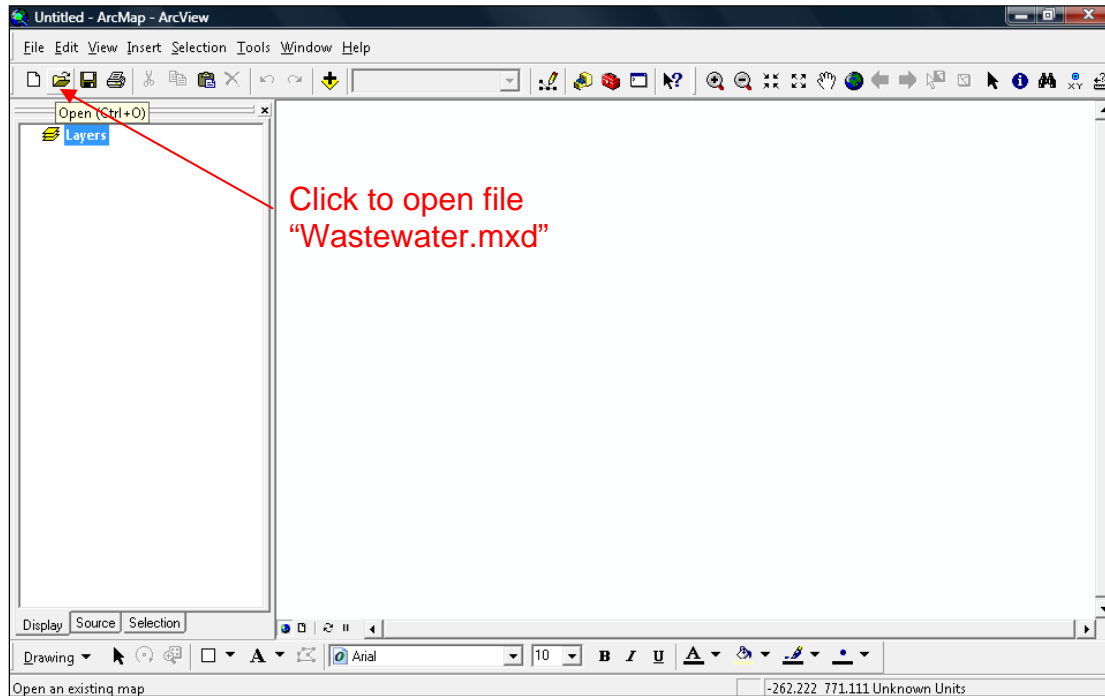 Untitled - ArcMap - ArcView
File Edit View Insert Selection Tools Window Help
Open (Ctrl+O)
Layers
Click to open file
“Wastewater.mxd”
Display Source Selection
Drawing A Arial 10 B I U A
Open an existing map -262.222 771.111 Unknown Units